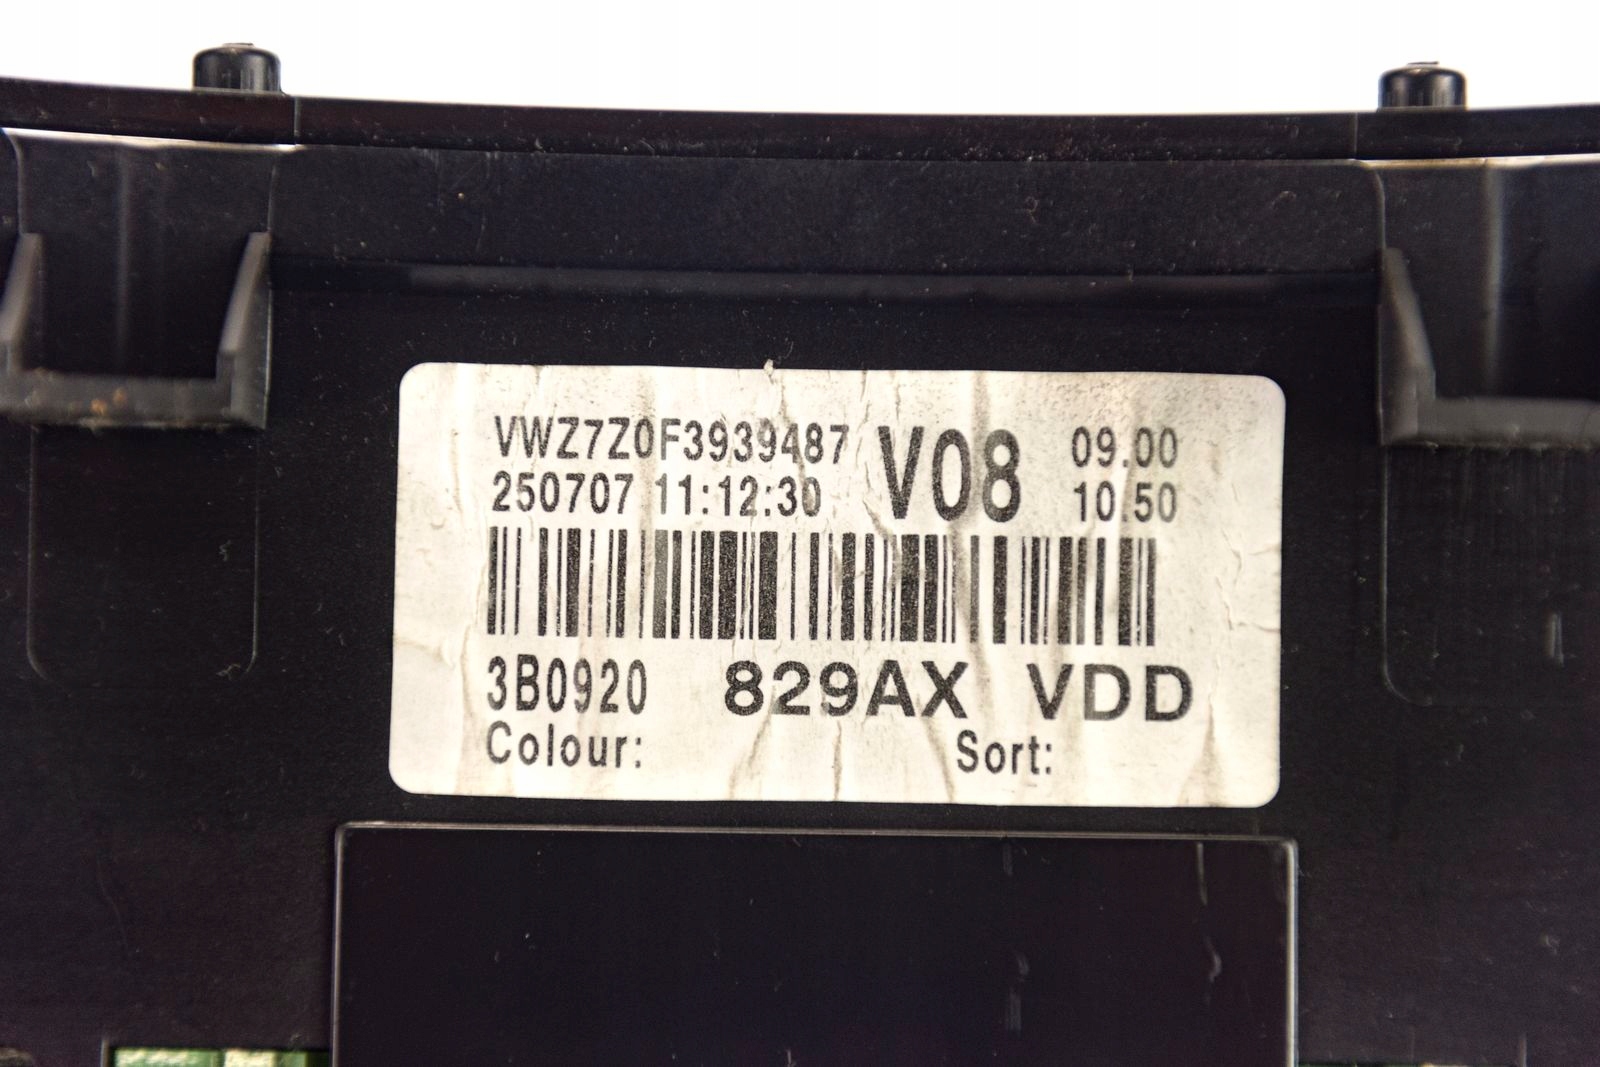 VWZ7Z0F3939487 V08 09.00
250707 11:12:30 10.50
3B0920 829AX VDD
Colour: Sort: